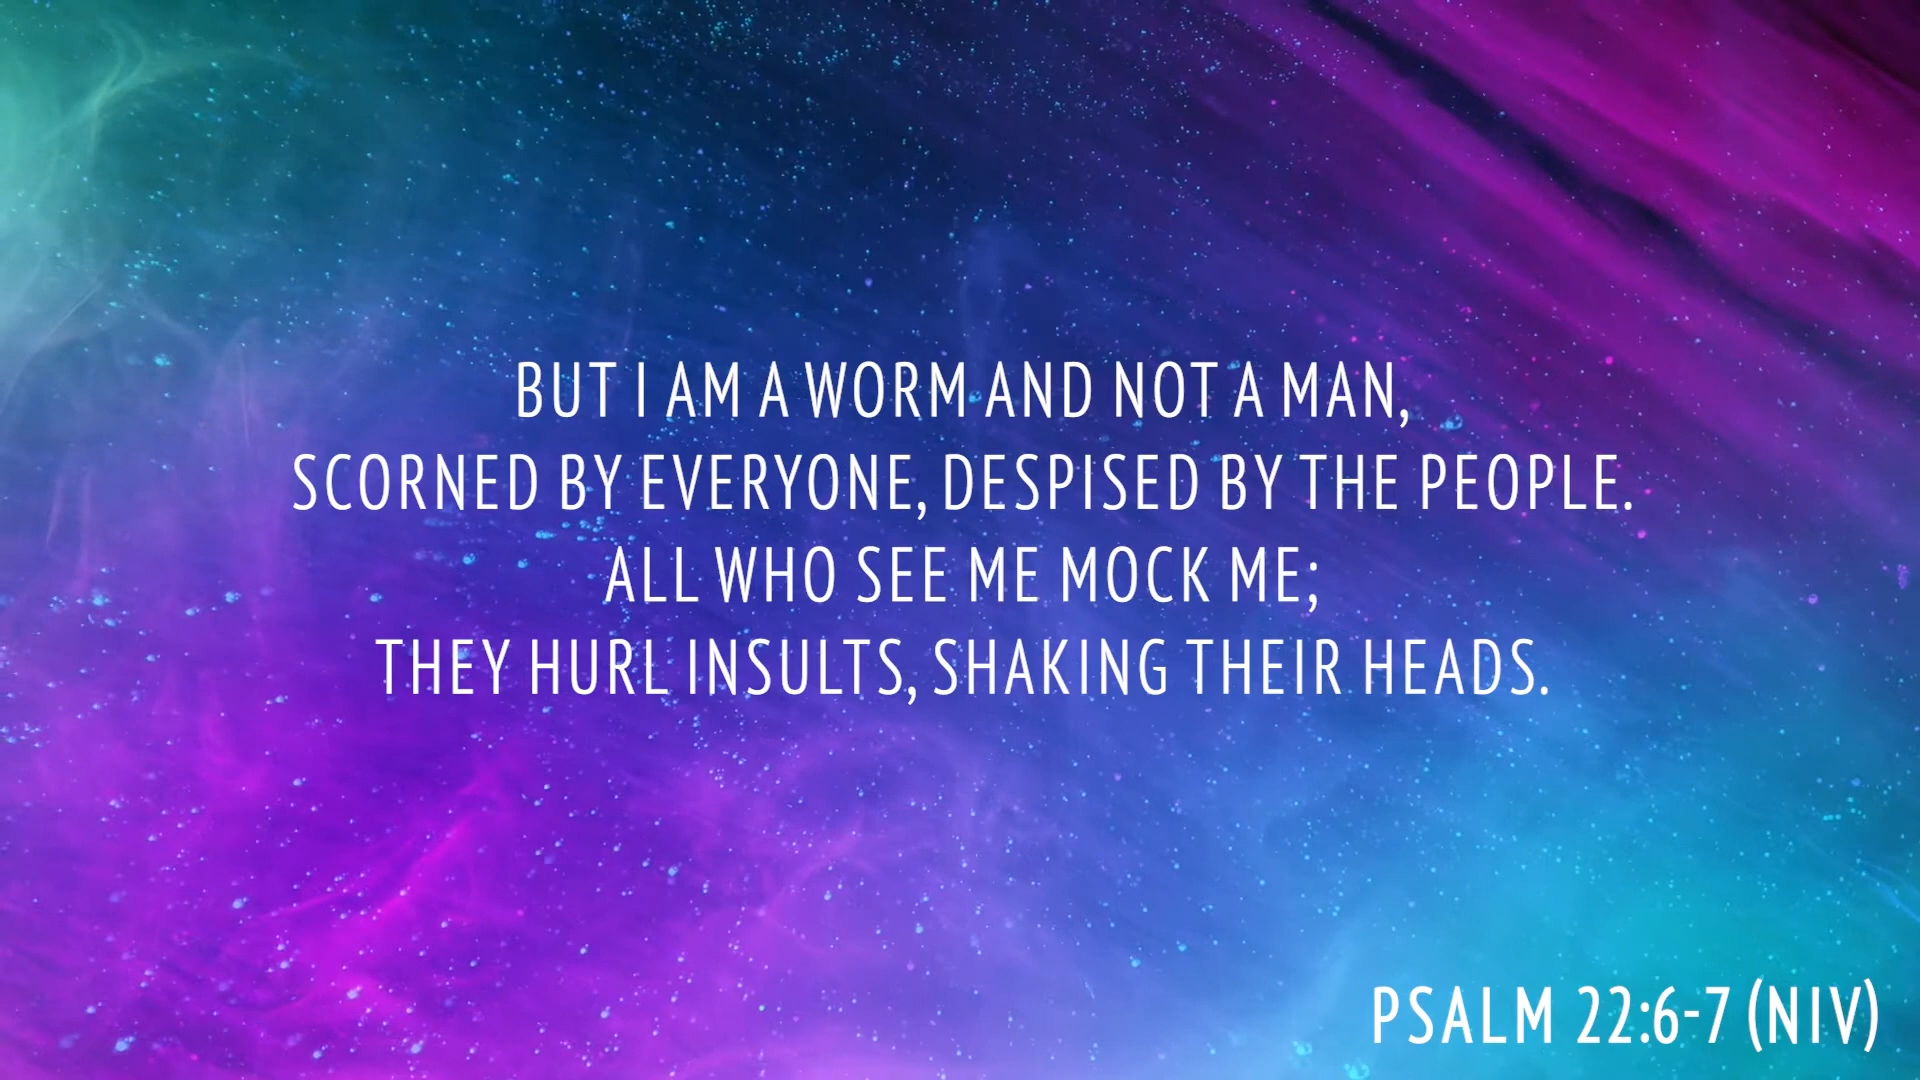 BUT I AM A WORM AND NOT A MAN,
SCORNED BY EVERYONE, DESPISED BY THE PEOPLE.
ALL WHO SEE ME MOCK ME;
THEY HURL INSULTS, SHAKING THEIR HEADS.
PSALM 22:6-7 (NIV)